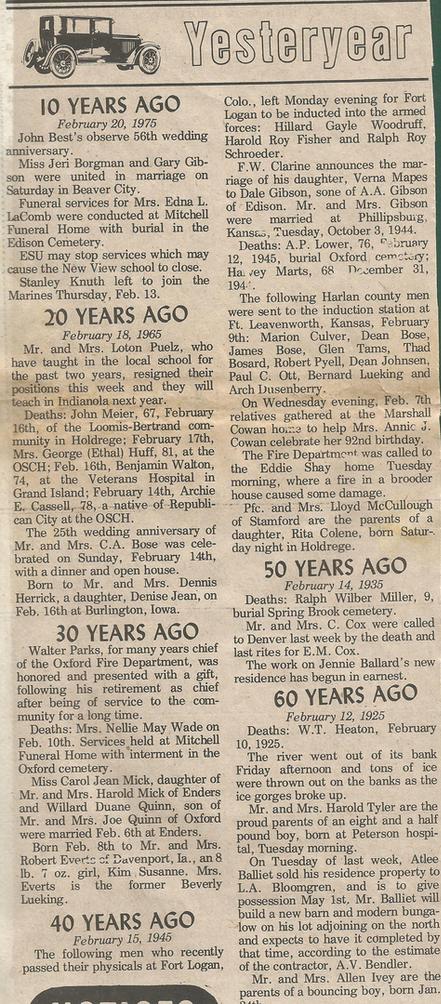 Yesteryear
10 YEARS AGO
February 20, 1975
John Best's observe 56th wedding
anniversary.
Miss Jeri Borgman and Gary Gib-
son were united in marriage on
Saturday in Beaver City.
Funeral services for Mrs. Edna L.
LaComb were conducted at Mitchell
Funeral Home with burial in the
Edison Cemetery.
ESU may stop services which may
cause the New View school to close.
Stanley Knuth left to join the
Marines Thursday, Feb. 13.
20 YEARS AGO
February 18, 1965
Mr. and Mrs. Loton Puelz, who
have taught in the local school for
the past two years, resigned their
positions this week and they will
teach in Indianola next year.
Deaths: John Meier, 67, February
16th, of the Loomis-Bertrand com-
munity in Holdrege; February 17th,
Mrs. George (Ethal) Huff, 81, at the
OSCH; Feb. 16th, Benjamin Walton,
74, at the Veterans Hospital in
Grand Island; February 14th, Archie
E. Cassell, 78, a native of Republi-
can City at the OSCH.
The 25th wedding anniversary of
Mr. and Mrs. C.A. Bose was cele-
brated on Sunday, February 14th,
with a dinner and open house.
Born to Mr. and Mrs. Dennis
Herrick, a daughter, Denise Jean, on
Feb. 16th at Burlington, Iowa.
30 YEARS AGO
Walter Parks, for many years chief
of the Oxford Fire Department, was
honored and presented with a gift,
following his retirement as chief
after being of service to the com-
munity for a long time.
Deaths: Mrs. Nellie May Wade on
Feb. 10th. Services held at Mitchell
Funeral Home with interment in the
Oxford cemetery.
Miss Carol Jean Mick, daughter of
Mr. and Mrs. Harold Mick of Enders
and Willard Duane Quinn, son of
Mr. and Mrs. Joe Quinn of Oxford
were married Feb. 6th at Enders.
Born Feb. 8th to Mr. and Mrs.
Robert Everts of Davenport, Ia., an 8
lb. 7 oz. girl, Kim Susanne. Mrs.
Everts is the former Beverly
Lueking.
40 YEARS AGO
February 15, 1945
The following men who recently
passed their physicals at Fort Logan,
Colo., left Monday evening for Fort
Logan to be inducted into the armed
forces: Hillard Gayle Woodruff,
Harold Roy Fisher and Ralph Roy
Schroeder.
F.W. Clarine announces the mar-
riage of his daughter, Verna Mapes
to Dale Gibson, sone of A.A. Gibson
of Edison. Mr. and Mrs. Gibson
were married at Phillipsburg,
Kansas, Tuesday, October 3, 1944.
Deaths: A.P. Lower, 76, February
12, 1945, burial Oxford cemetery;
Marts, 68 December 31,
The following Harlan county men
were sent to the induction station at
Ft. Leavenworth, Kansas, February
9th: Marion Culver, Dean Bose,
James Bose, Glen Tams, Thad
Bosard, Robert Pyell, Dean Johnsen,
Paul C. Ott, Bernard Lueking and
Arch Dusenberry.
On Wednesday evening, Feb. 7th
relatives gathered at the Marshall
Cowan home to help Mrs. Annie J.
Cowan celebrate her 92nd birthday.
The Fire Department was called to
the Eddie Shay home Tuesday
morning, where a fire in a brooder
house caused some damage.
Pfc. and Mrs. Lloyd McCullough
of Stamford are the parents of a
daughter, Rita Colene, born Satur-
day night in Holdrege.
50 YEARS AGO
February 14, 1935
Deaths: Ralph Wilber Miller, 9,
burial Spring Brook cemetery.
Mr. and Mrs. C. Cox were called
to Denver last week by the death and
last rites for E.M. Cox.
The work on Jennie Ballard's new
residence has begun in earnest.
60 YEARS AGO
February 12, 1925
Deaths: W.T. Heaton, February
10, 1925.
The river went out of its bank
Friday afternoon and tons of ice
were thrown out on the banks as the
ice gorges broke up.
Mr. and Mrs. Harold Tyler are the
proud parents of an eight and a half
pound boy, born at Peterson hospi-
tal, Tuesday morning.
On Tuesday of last week, Atlee
Balliet sold his residence property to
L.A. Bloomgren, and is to give
possession May 1st, Mr. Balliet will
build a new barn and modern bunga-
low on his lot adjoining on the north
and expects to have it completed by
that time, according to the estimate
of the contractor, A.V. Bendler.
Mr. and Mrs. Allen Ivey are the
parents of a bouncing boy, born Jan.